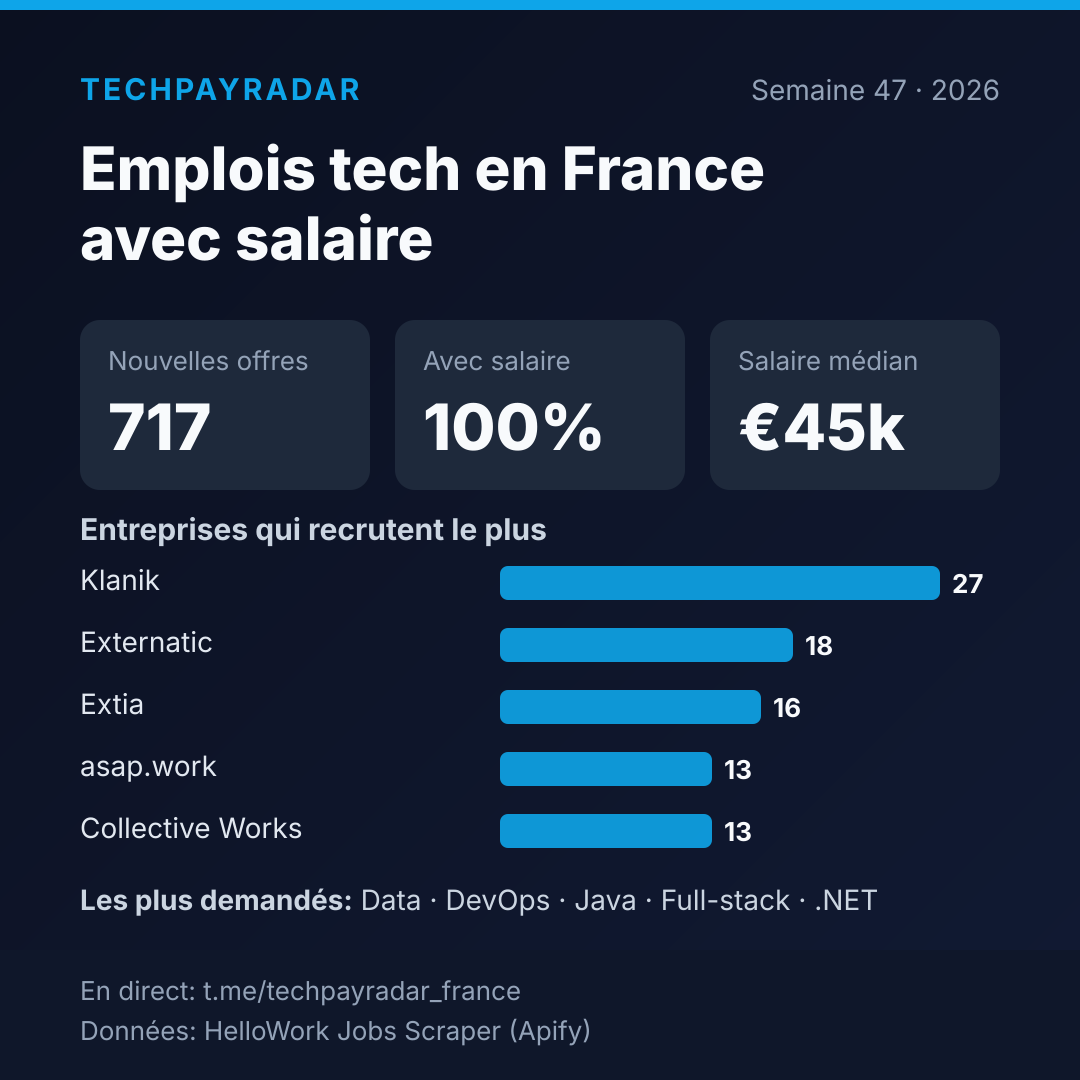 TECHPAYRADAR
Semaine 47 · 2026
Emplois tech en France
avec salaire
Nouvelles offres
717
Avec salaire
100%
Salaire médian
€45k
Entreprises qui recrutent le plus
Klanik 27
Externatic 18
Extia 16
asap.work 13
Collective Works 13
Les plus demandés: Data · DevOps · Java · Full-stack · .NET
En direct: t.me/techpayradar_france
Données: HelloWork Jobs Scraper (Apify)